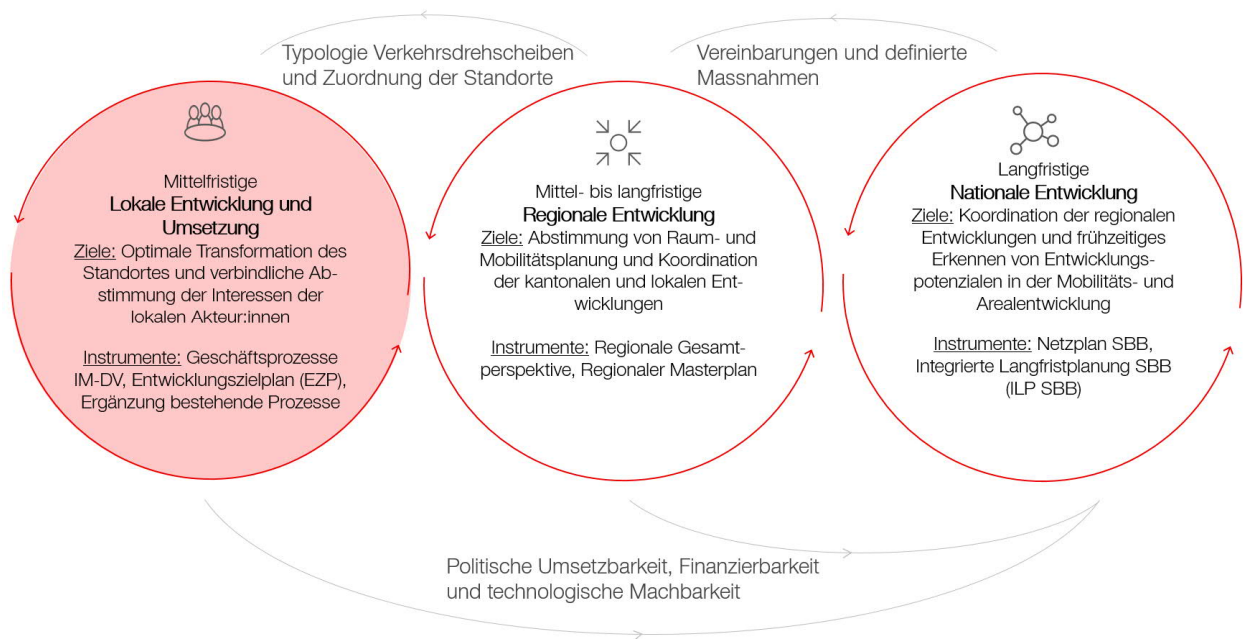 Typologie Verkehrsdrehscheiben
und Zuordnung der Standorte
Vereinbarungen und definierte
Massnahmen
Mittelfristige
Lokale Entwicklung und
Umsetzung
Ziele: Optimale Transformation des
Standortes und verbindliche Ab-
stimmung der Interessen der
lokalen Akteur:innen
Instrumente: Geschäftsprozesse
IM-DV, Entwicklungszielplan (EZP),
Ergänzung bestehende Prozesse
Mittel- bis langfristige
Regionale Entwicklung
Ziele: Abstimmung von Raum- und
Mobilitätsplanung und Koordination
der kantonalen und lokalen Ent-
wicklungen
Instrumente: Regionale Gesamt-
perspektive, Regionaler Masterplan
Langfristige
Nationale Entwicklung
Ziele: Koordination der regionalen
Entwicklungen und frühzeitiges
Erkennen von Entwicklungs-
potenzialen in der Mobilitäts- und
Arealentwicklung
Instrumente: Netzplan SBB,
Integrierte Langfristplanung SBB
(ILP SBB)
Politische Umsetzbarkeit, Finanzierbarkeit
und technologische Machbarkeit